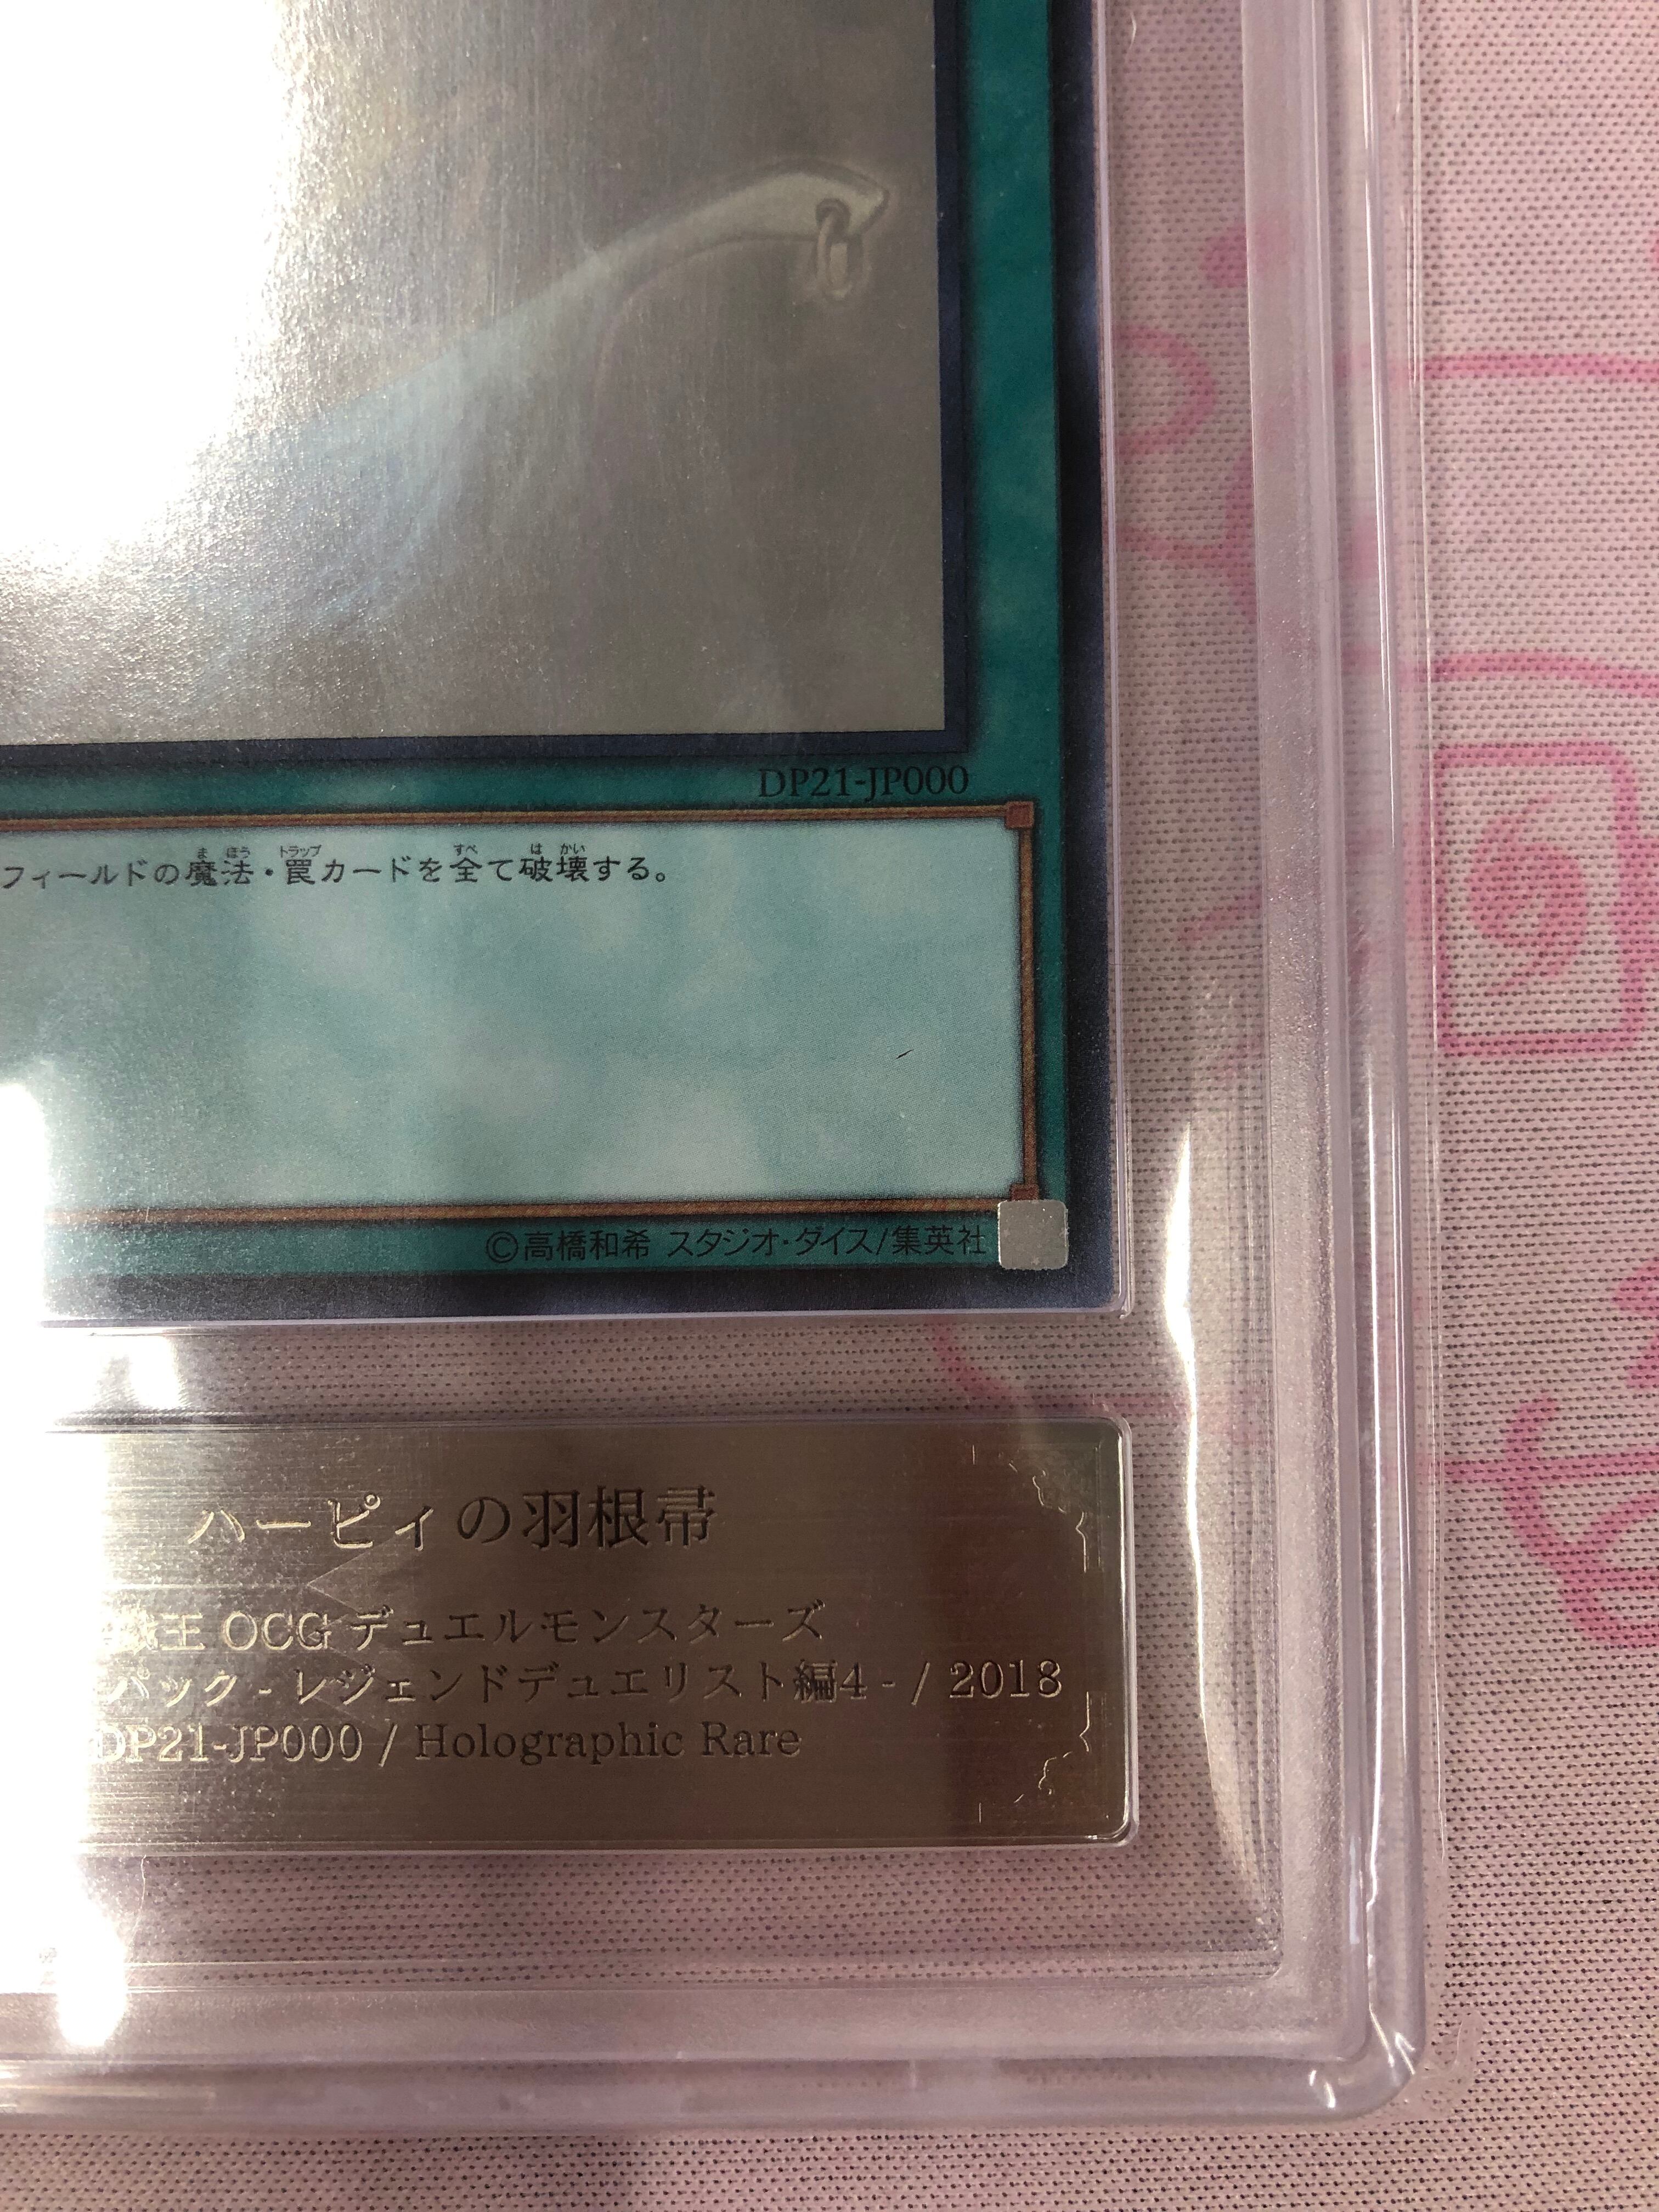 DP21-JP000
フィールドの魔法・罠カードを全て破壊する。
©高橋和希 スタジオ・ダイス/集英社
ハーピィの羽根帚
王 OCG デュエルモンスターズ
パック - レジェンドデュエリスト編4 - / 2018
DP21-JP000 / Holographic Rare